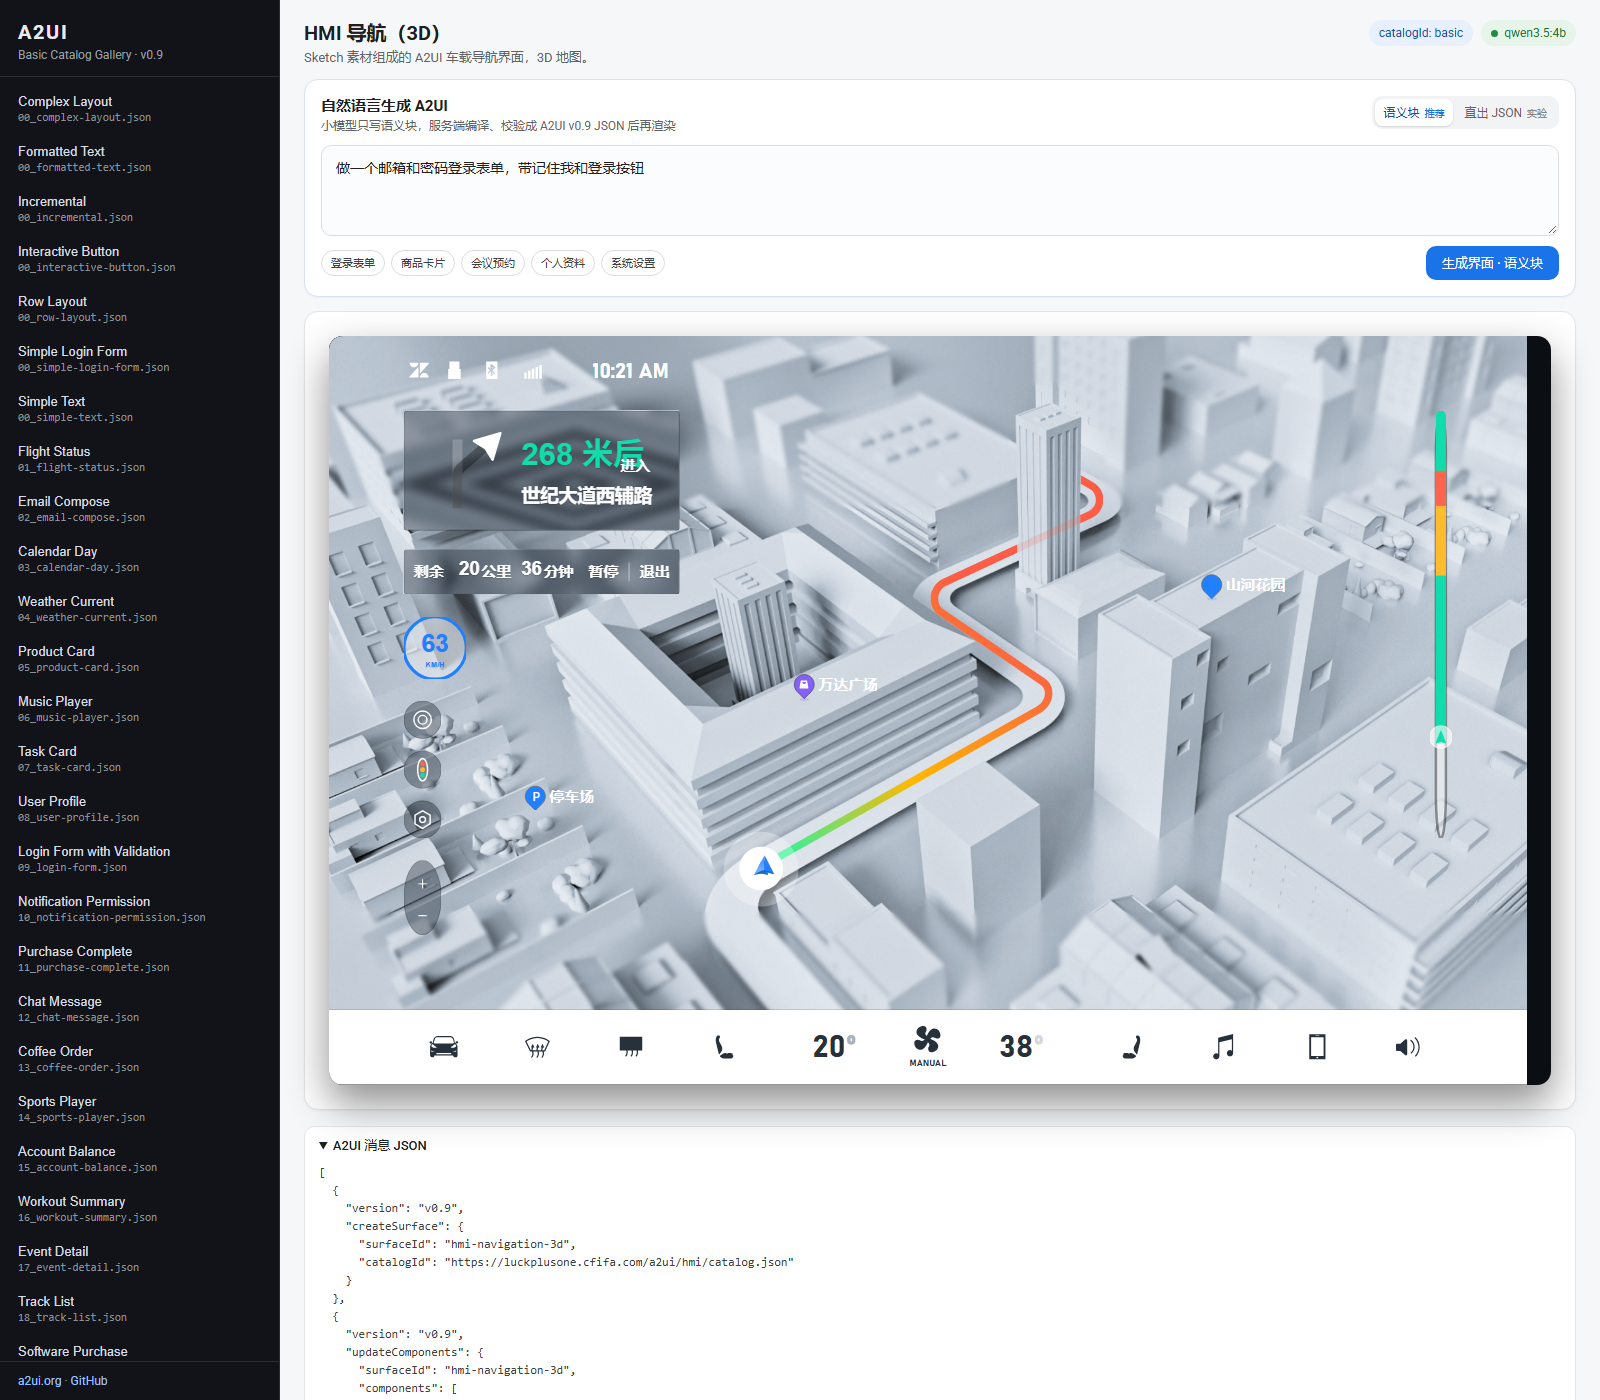 A2UI
Basic Catalog Gallery · v0.9
Complex Layout
00_complex-layout.json
Formatted Text
00_formatted-text.json
Incremental
00_incremental.json
Interactive Button
00_interactive-button.json
Row Layout
00_row-layout.json
Simple Login Form
00_simple-login-form.json
Simple Text
00_simple-text.json
Flight Status
01_flight-status.json
Email Compose
02_email-compose.json
Calendar Day
03_calendar-day.json
Weather Current
04_weather-current.json
Product Card
05_product-card.json
Music Player
06_music-player.json
Task Card
07_task-card.json
User Profile
08_user-profile.json
Login Form with Validation
09_login-form.json
Notification Permission
10_notification-permission.json
Purchase Complete
11_purchase-complete.json
Chat Message
12_chat-message.json
Coffee Order
13_coffee-order.json
Sports Player
14_sports-player.json
Account Balance
15_account-balance.json
Workout Summary
16_workout-summary.json
Event Detail
17_event-detail.json
Track List
18_track-list.json
Software Purchase
a2ui.org · GitHub
HMI 导航（3D）
Sketch 素材组成的 A2UI 车载导航界面，3D 地图。
catalogId: basic
qwen3.5:4b
自然语言生成 A2UI
小模型只写语义块，服务端编译、校验成 A2UI v0.9 JSON 后再渲染
语义块 推荐
直出 JSON 实验
做一个邮箱和密码登录表单，带记住我和登录按钮
登录表单
商品卡片
会议预约
个人资料
系统设置
生成界面 · 语义块
10:21 AM
268 米后
进入
世纪大道西辅路
剩余 20公里 36分钟 暂停 退出
63
KM/H
山河花园
万达广场
P 停车场
20°
MANUAL
38°
▼ A2UI 消息 JSON
[
{
"version": "v0.9",
"createSurface": {
"surfaceId": "hmi-navigation-3d",
"catalogId": "https://luckplusone.cfifa.com/a2ui/hmi/catalog.json"
}
},
{
"version": "v0.9",
"updateComponents": {
"surfaceId": "hmi-navigation-3d",
"components": [